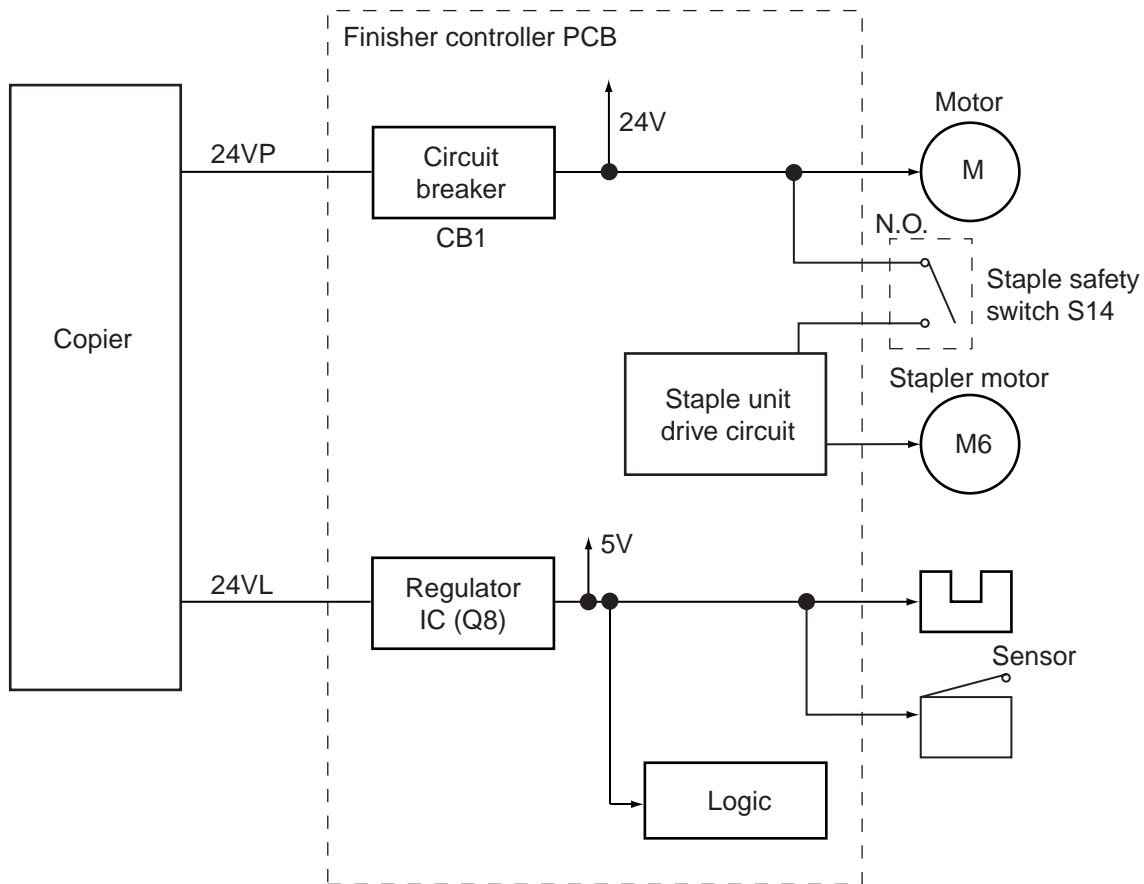 Finisher controller PCB
24V
Motor
24VP
Circuit
breaker
M
CB1
N.O.
Staple safety
switch S14
Copier
Stapler motor
Staple unit
drive circuit
M6
5V
24VL
Regulator
IC (Q8)
Sensor
Logic